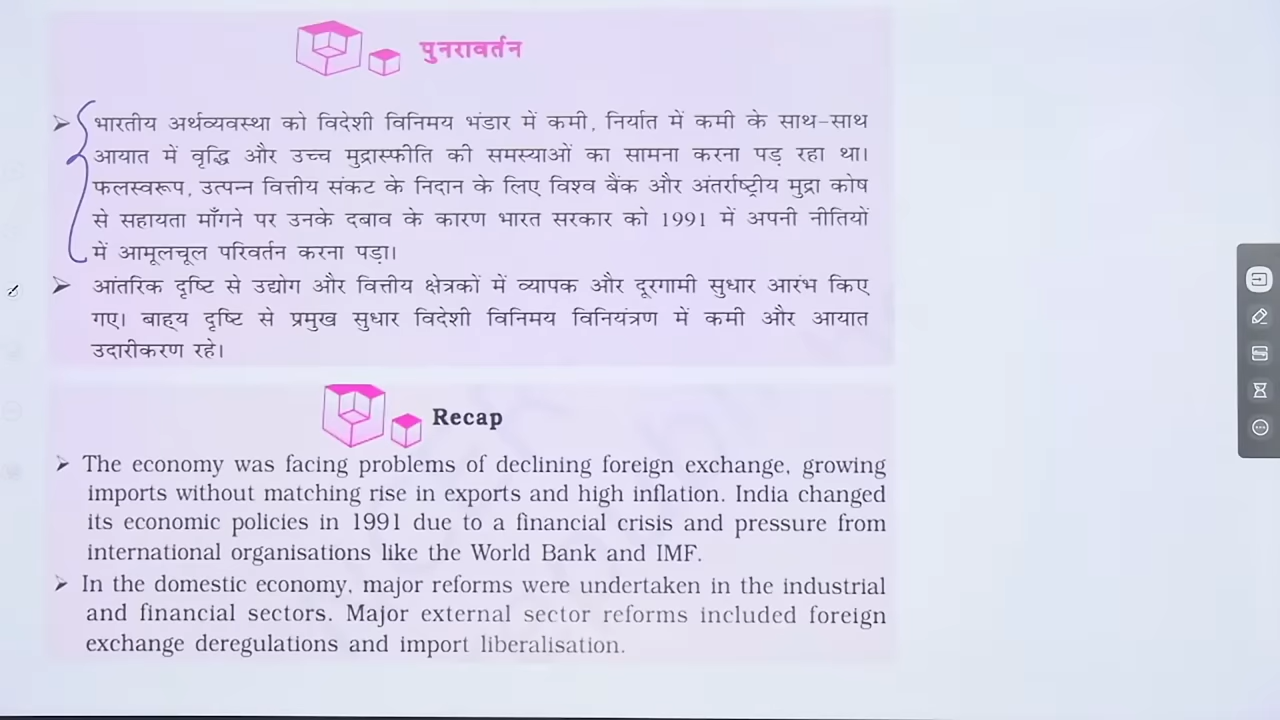 पुनरावर्तन
➢ भारतीय अर्थव्यवस्था को विदेशी विनिमय भंडार में कमी, निर्यात में कमी के साथ-साथ
आयात में वृद्धि और उच्च मुद्रास्फीति की समस्याओं का सामना करना पड़ रहा था।
फलस्वरूप, उत्पन्न वित्तीय संकट के निदान के लिए विश्व बैंक और अंतर्राष्ट्रीय मुद्रा कोष
से सहायता माँगने पर उनके दबाव के कारण भारत सरकार को 1991 में अपनी नीतियों
में आमूलचूल परिवर्तन करना पड़ा।
➢ आंतरिक दृष्टि से उद्योग और वित्तीय क्षेत्रकों में व्यापक और दूरगामी सुधार आरंभ किए
गए। बाह्य दृष्टि से प्रमुख सुधार विदेशी विनिमय विनियंत्रण में कमी और आयात
उदारीकरण रहे।
Recap
➢ The economy was facing problems of declining foreign exchange, growing
imports without matching rise in exports and high inflation. India changed
its economic policies in 1991 due to a financial crisis and pressure from
international organisations like the World Bank and IMF.
➢ In the domestic economy, major reforms were undertaken in the industrial
and financial sectors. Major external sector reforms included foreign
exchange deregulations and import liberalisation.